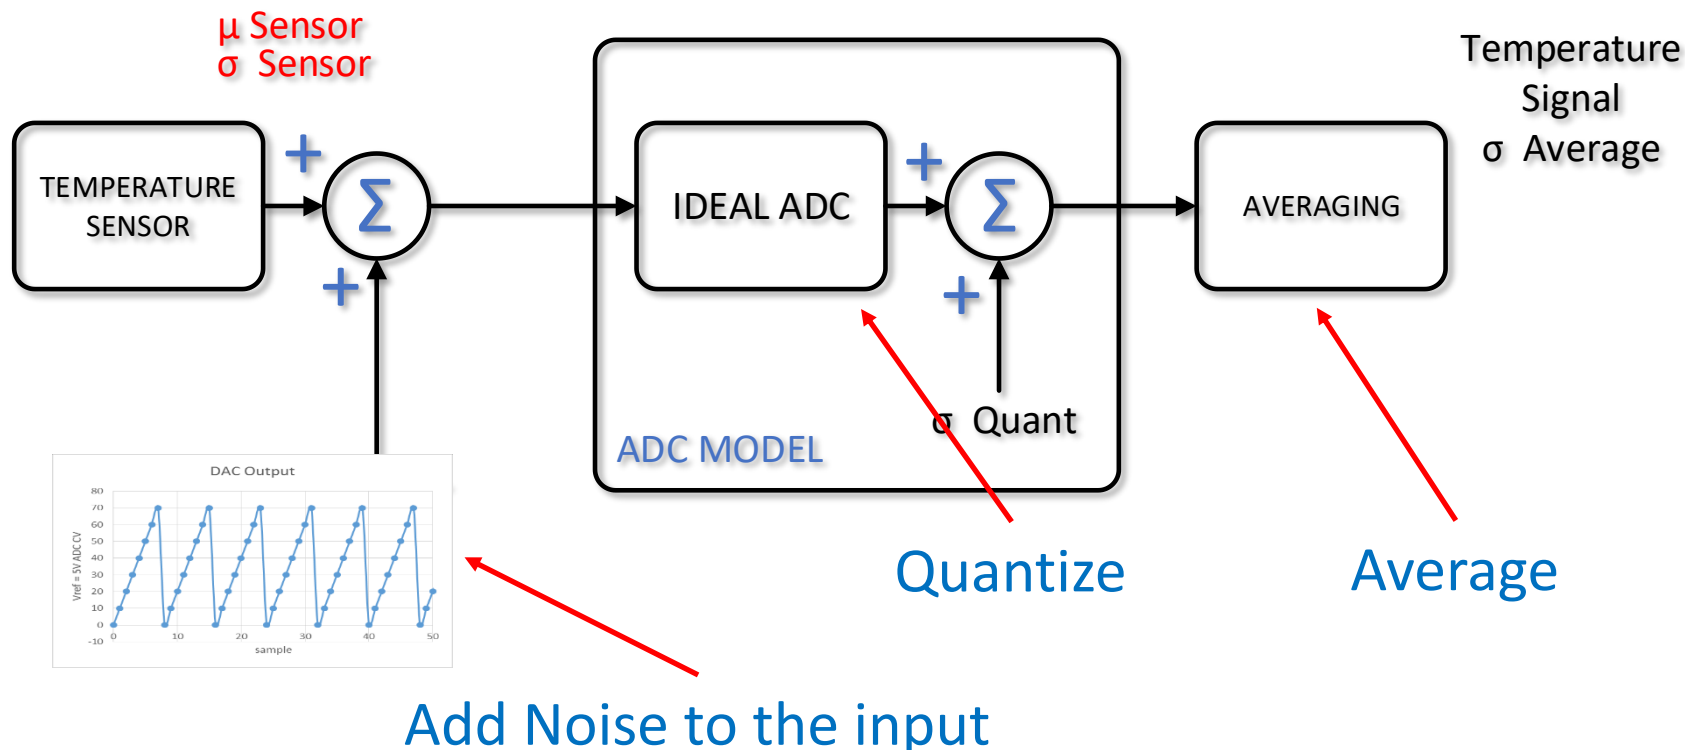 μ Sensor
σ Sensor
Temperature
Signal
σ Average
TEMPERATURE
SENSOR
+
Σ
+
IDEAL ADC
+
Σ
+
AVERAGING
σ Quant
ADC MODEL
DAC Output
Vref = 5V ADC CV
80
70
60
50
40
30
20
10
0
-10
0 10 20 30 40 50
sample
Quantize
Average
Add Noise to the input